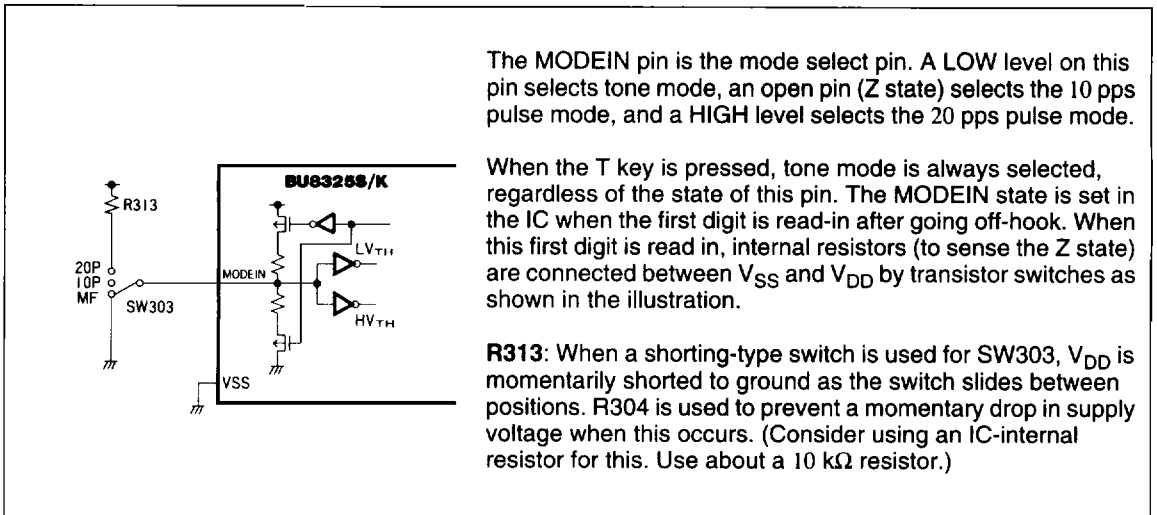 The MODEIN pin is the mode select pin. A LOW level on this
pin selects tone mode, an open pin (Z state) selects the 10 pps
pulse mode, and a HIGH level selects the 20 pps pulse mode.
When the T key is pressed, tone mode is always selected,
regardless of the state of this pin. The MODEIN state is set in
the IC when the first digit is read-in after going off-hook. When
this first digit is read in, internal resistors (to sense the Z state)
are connected between VSS and VDD by transistor switches as
shown in the illustration.
R313: When a shorting-type switch is used for SW303, VDD is
momentarily shorted to ground as the switch slides between
positions. R304 is used to prevent a momentary drop in supply
voltage when this occurs. (Consider using an IC-internal
resistor for this. Use about a 10 kΩ resistor.)
BU8325S/K
R313
LVTH
20P
10P
MF
MODEIN
SW303
HVTH
VSS